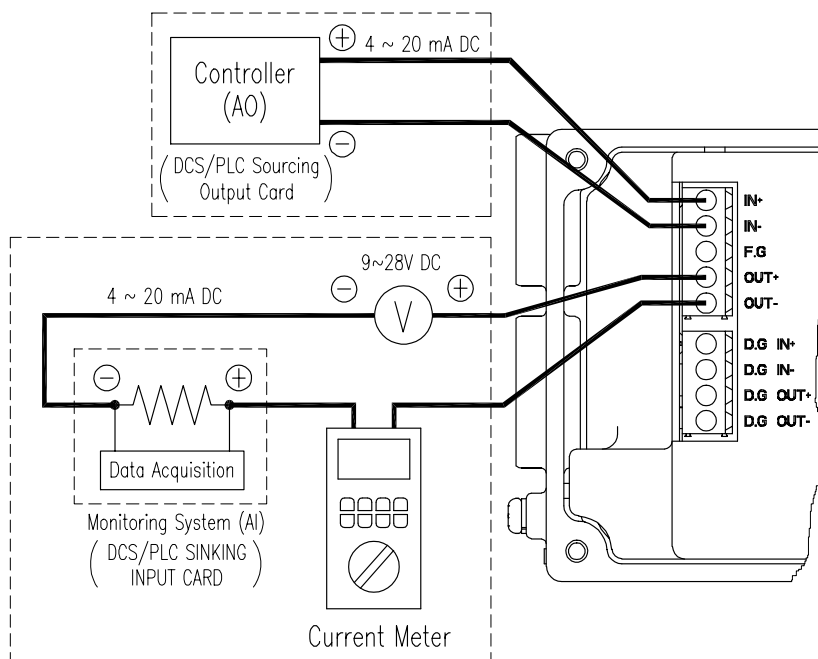 ⊕ 4 ~ 20 mA DC
Controller
(AO)
⊖
(DCS/PLC Sourcing
Output Card)
IN+
IN-
F.G
OUT+
OUT-
D.G IN+
D.G IN-
D.G OUT+
D.G OUT-
9~28V DC
4 ~ 20 mA DC
⊖ V ⊕
⊖ ⊕
Data Acquisition
Monitoring System (AI)
(DCS/PLC SINKING
INPUT CARD)
Current Meter